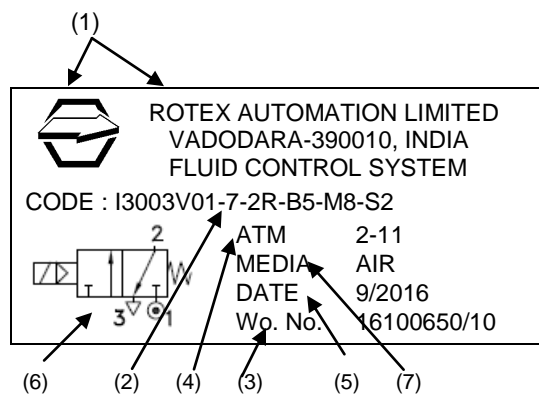 (1)
ROTEX AUTOMATION LIMITED
VADODARA-390010, INDIA
FLUID CONTROL SYSTEM
CODE : I3003V01-7-2R-B5-M8-S2
2
3 1
ATM 2-11
MEDIA AIR
DATE 9/2016
Wo. No. 16100650/10
(6) (2) (4) (3) (5) (7)